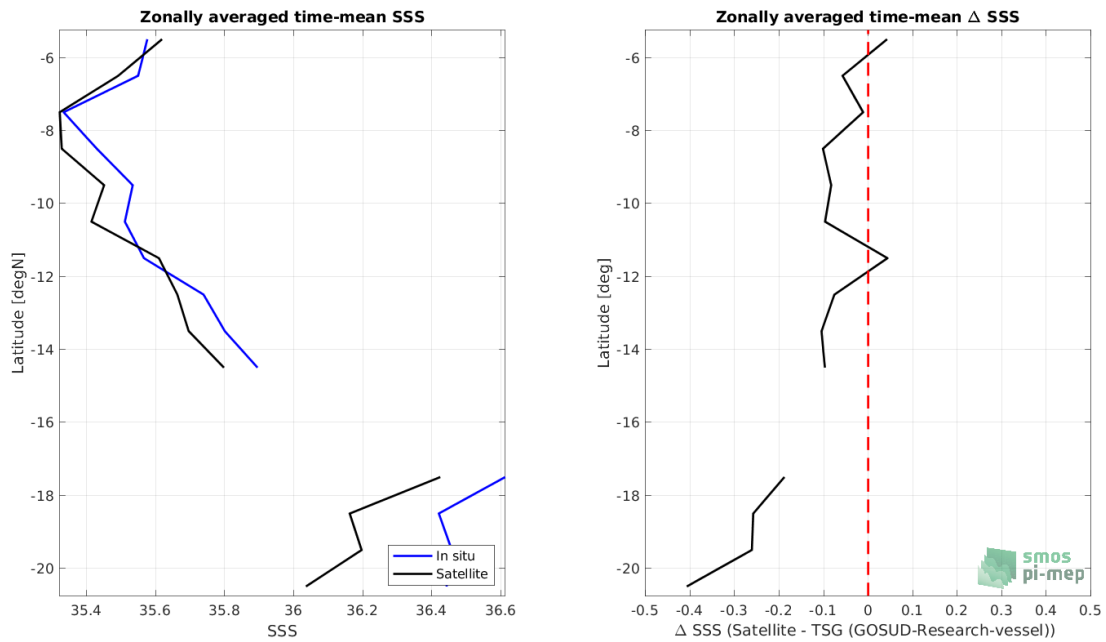 Zonally averaged time-mean SSS
Latitude [degN]
-6
-8
-10
-12
-14
-16
-18
-20
In situ
Satellite
35.4 35.6 35.8 36 36.2 36.4 36.6
SSS
Zonally averaged time-mean Δ SSS
Latitude [deg]
-6
-8
-10
-12
-14
-16
-18
-20
smos
pi-mep
-0.5 -0.4 -0.3 -0.2 -0.1 0 0.1 0.2 0.3 0.4 0.5
Δ SSS (Satellite - TSG (GOSUD-Research-vessel))